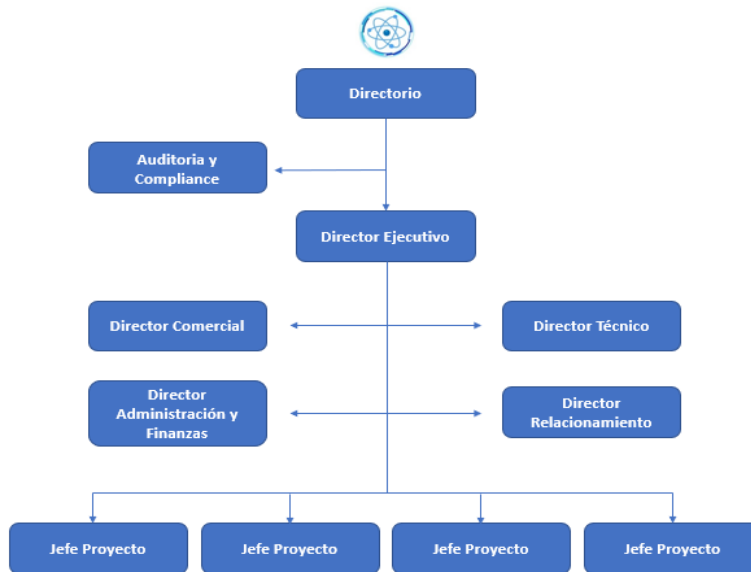 Directorio
Auditoria y
Compliance
Director Ejecutivo
Director Comercial
Director Técnico
Director
Administración y
Finanzas
Director
Relacionamiento
Jefe Proyecto
Jefe Proyecto
Jefe Proyecto
Jefe Proyecto